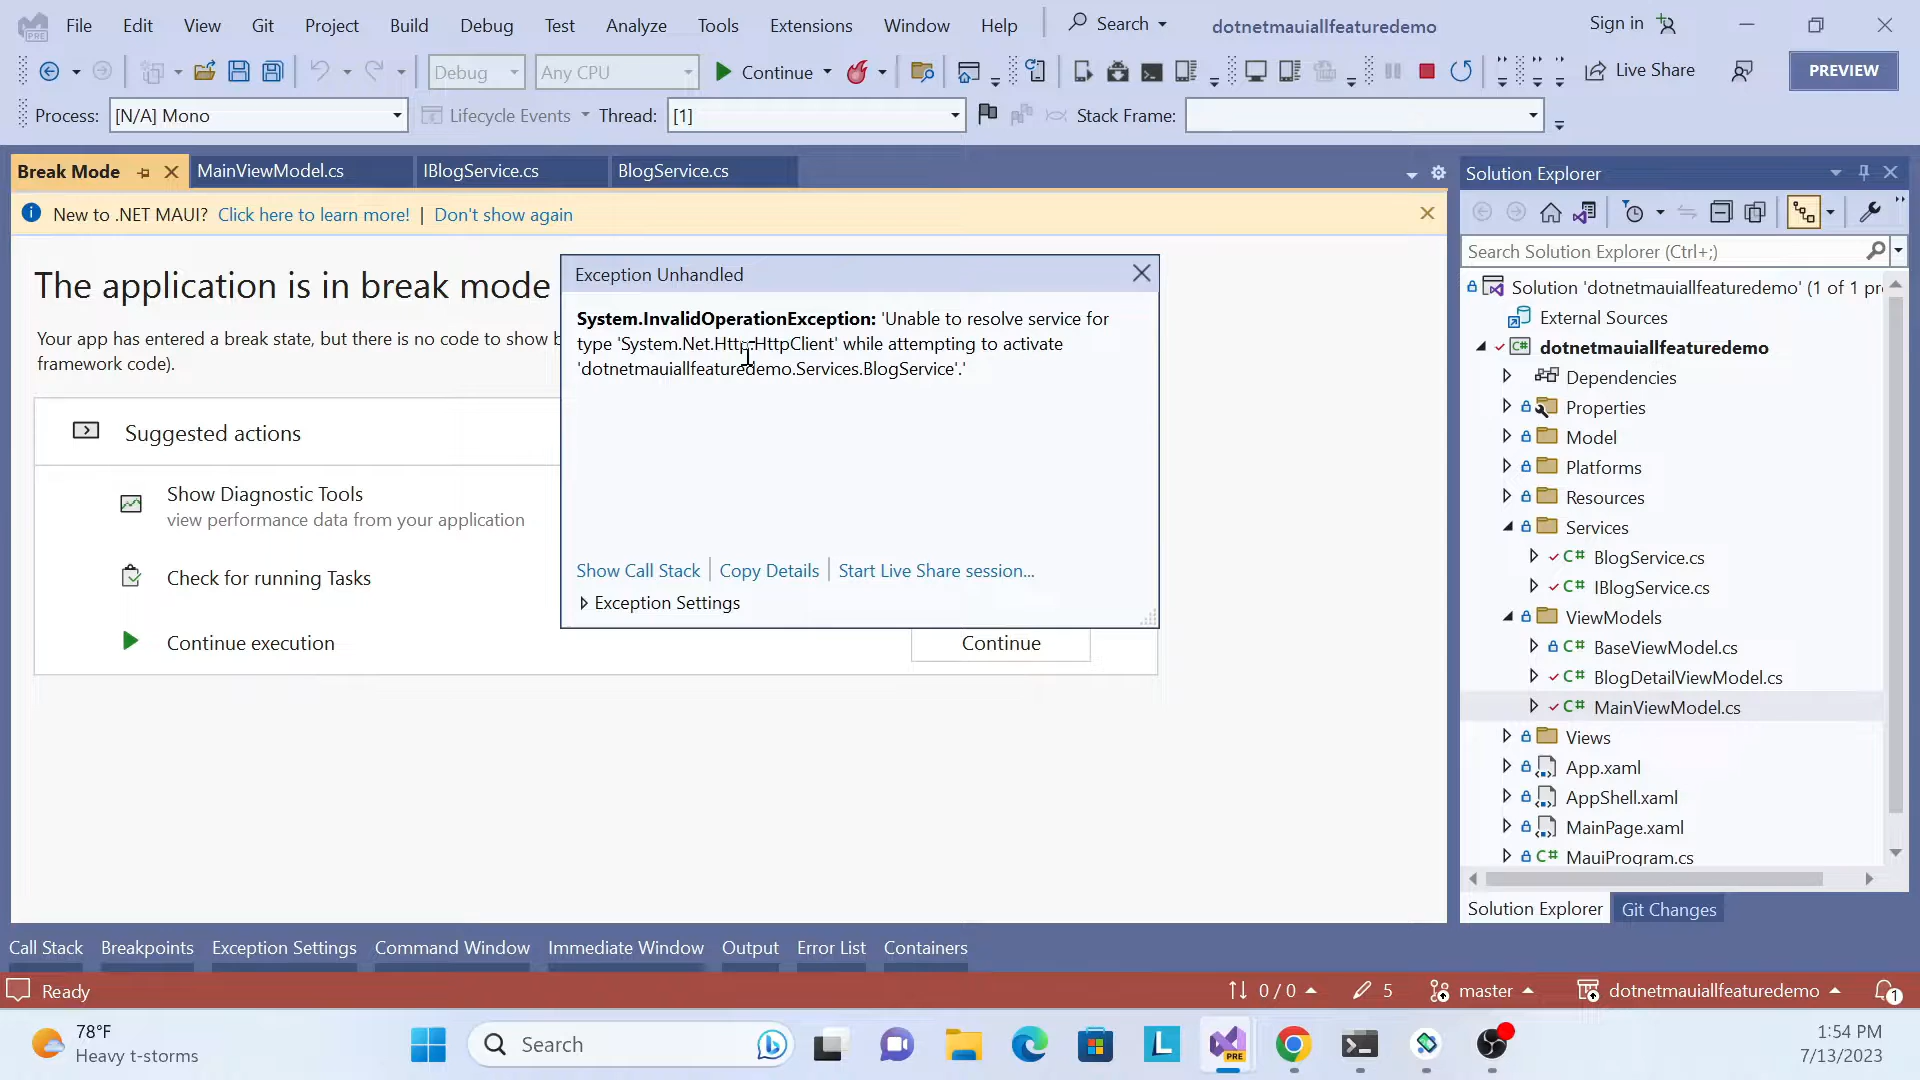 File Edit View Git Project Build Debug Test Analyze Tools Extensions Window Help Search dotnetmauiallfeaturedemo Sign in
PRE
Debug Any CPU Continue Live Share PREVIEW
Process: [N/A] Mono Lifecycle Events Thread: [1] Stack Frame:
Break Mode MainViewModel.cs IBlogService.cs BlogService.cs
New to .NET MAUI? Click here to learn more! | Don't show again
The application is in break mode
Your app has entered a break state, but there is no code to show
framework code).
Suggested actions
Show Diagnostic Tools
view performance data from your application
Check for running Tasks
Continue execution
Continue
Exception Unhandled
System.InvalidOperationException: 'Unable to resolve service for
type 'System.Net.Http.HttpClient' while attempting to activate
'dotnetmauiallfeaturedemo.Services.BlogService'.'
Show Call Stack | Copy Details | Start Live Share session...
Exception Settings
Solution Explorer
Search Solution Explorer (Ctrl+;)
Solution 'dotnetmauiallfeaturedemo' (1 of 1 pr
External Sources
C# dotnetmauiallfeaturedemo
Dependencies
Properties
Model
Platforms
Resources
Services
C# BlogService.cs
C# IBlogService.cs
ViewModels
C# BaseViewModel.cs
C# BlogDetailViewModel.cs
C# MainViewModel.cs
Views
App.xaml
AppShell.xaml
MainPage.xaml
C# MauiProgram.cs
Solution Explorer Git Changes
Call Stack Breakpoints Exception Settings Command Window Immediate Window Output Error List Containers
Ready 0 / 0 5 master dotnetmauiallfeaturedemo 1
78°F
Heavy t-storms
Search
L
PRE
1:54 PM
7/13/2023